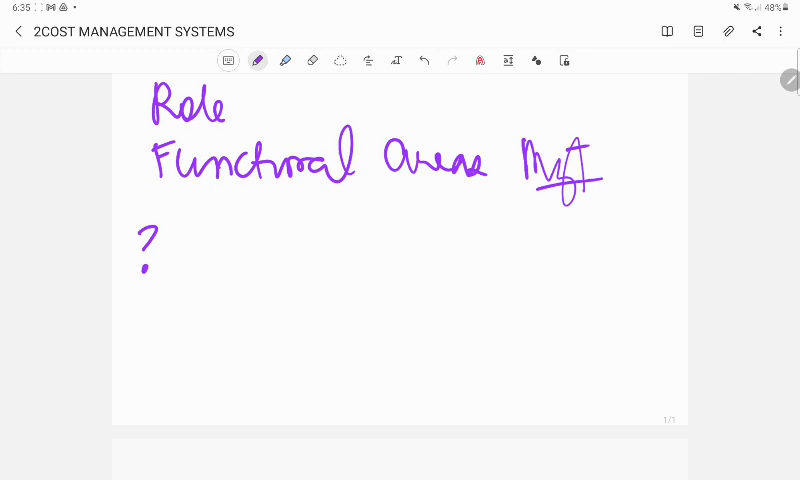 6:35
48%
2COST MANAGEMENT SYSTEMS
Role
Functional Areas Mgt
?
1/1